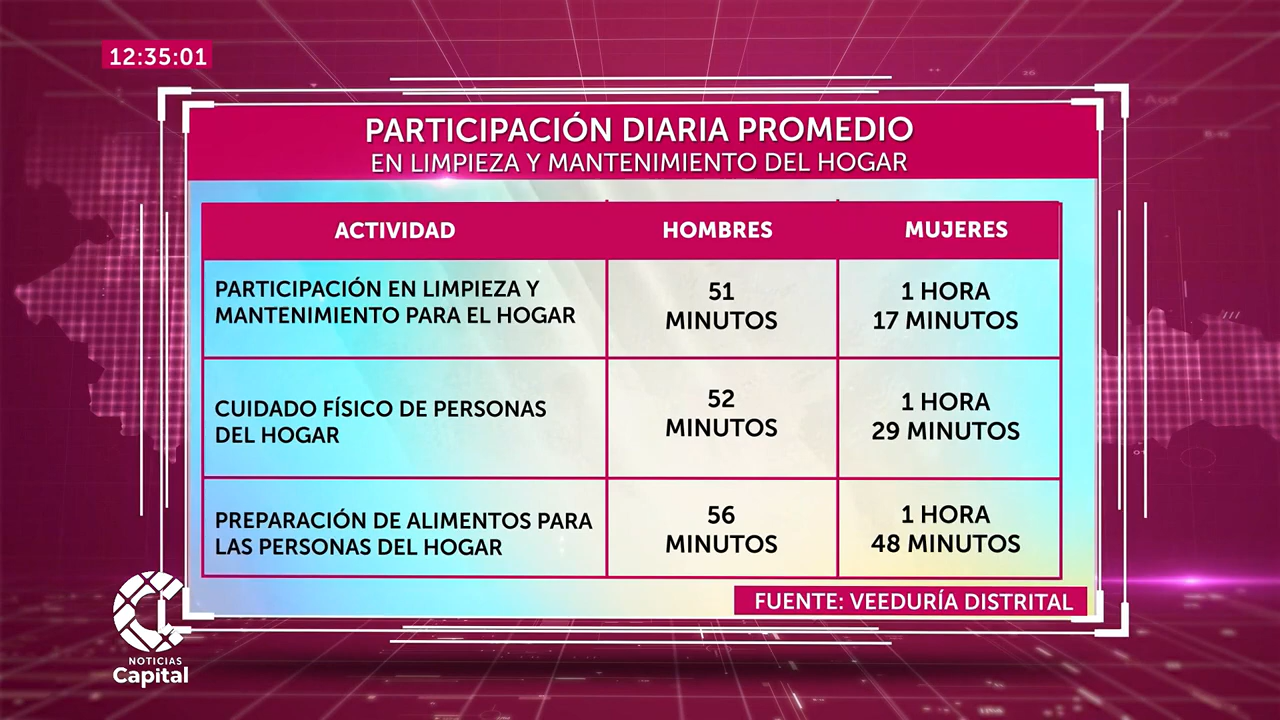 12:35:01
PARTICIPACIÓN DIARIA PROMEDIO
EN LIMPIEZA Y MANTENIMIENTO DEL HOGAR
ACTIVIDAD HOMBRES MUJERES
PARTICIPACIÓN EN LIMPIEZA Y
MANTENIMIENTO PARA EL HOGAR
51
MINUTOS
1 HORA
17 MINUTOS
CUIDADO FÍSICO DE PERSONAS
DEL HOGAR
52
MINUTOS
1 HORA
29 MINUTOS
PREPARACIÓN DE ALIMENTOS PARA
LAS PERSONAS DEL HOGAR
56
MINUTOS
1 HORA
48 MINUTOS
FUENTE: VEEDURÍA DISTRITAL
NOTICIAS
Capital